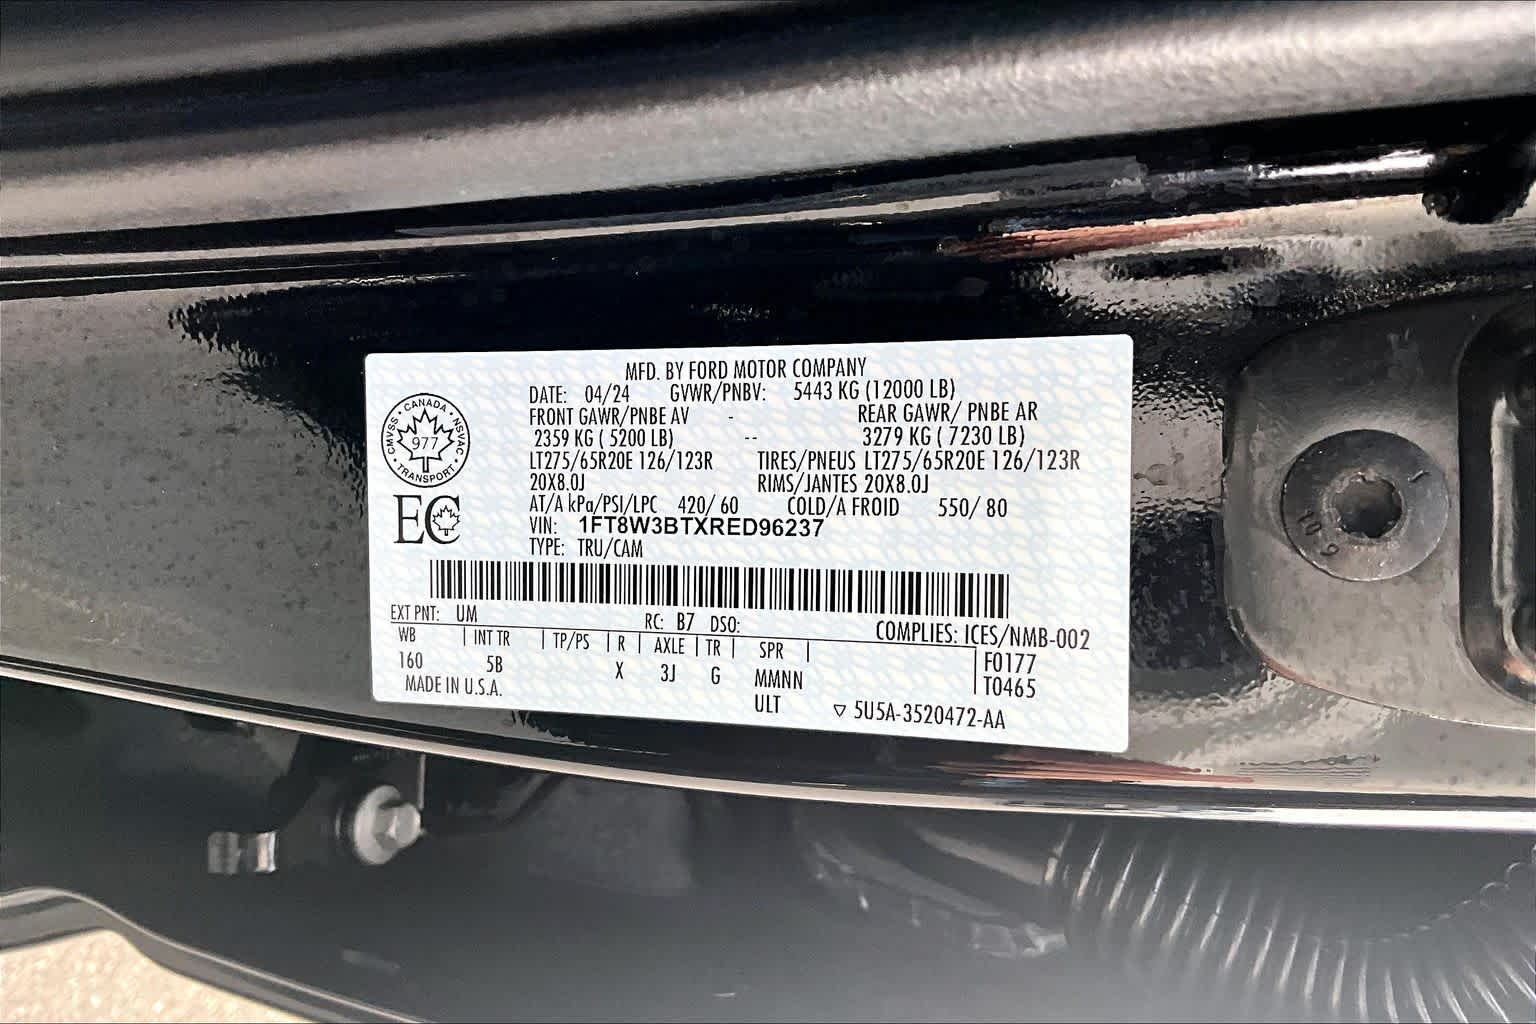 MFD. BY FORD MOTOR COMPANY
DATE: 04/24 GVWR/PNBV: 5443 KG (12000 LB)
FRONT GAWR/PNBE AV - REAR GAWR/ PNBE AR
2359 KG ( 5200 LB) -- 3279 KG ( 7230 LB)
LT275/65R20E 126/123R TIRES/PNEUS LT275/65R20E 126/123R
20X8.0J RIMS/JANTES 20X8.0J
AT/A kPa/PSI/LPC 420/ 60 COLD/A FROID 550/ 80
VIN: 1FT8W3BTXRED96237
TYPE: TRU/CAM
CANADA
CMVSS
NSVAC
977
TRANSPORT
EC
EXT PNT: UM RC: B7 DSO:
COMPLIES: ICES/NMB-002
WB INT TR TP/PS R AXLE TR SPR
160 5B X 3J G MMNN
F0177
T0465
MADE IN U.S.A. ULT ▽ 5U5A-3520472-AA
10.9